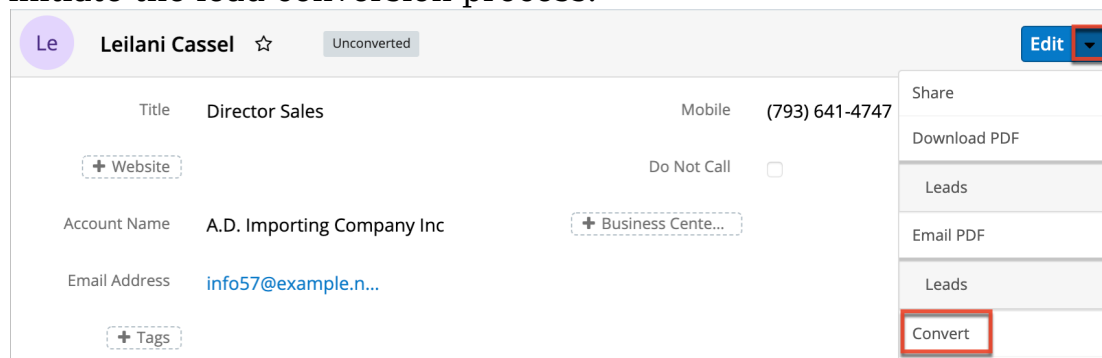 initiate the lead conversion process.
Le Leilani Cassel Unconverted Edit
Share
Title Director Sales Mobile (793) 641-4747
Download PDF
+ Website Do Not Call
Leads
Account Name A.D. Importing Company Inc + Business Cente...
Email PDF
Email Address info57@example.n...
Leads
+ Tags
Convert